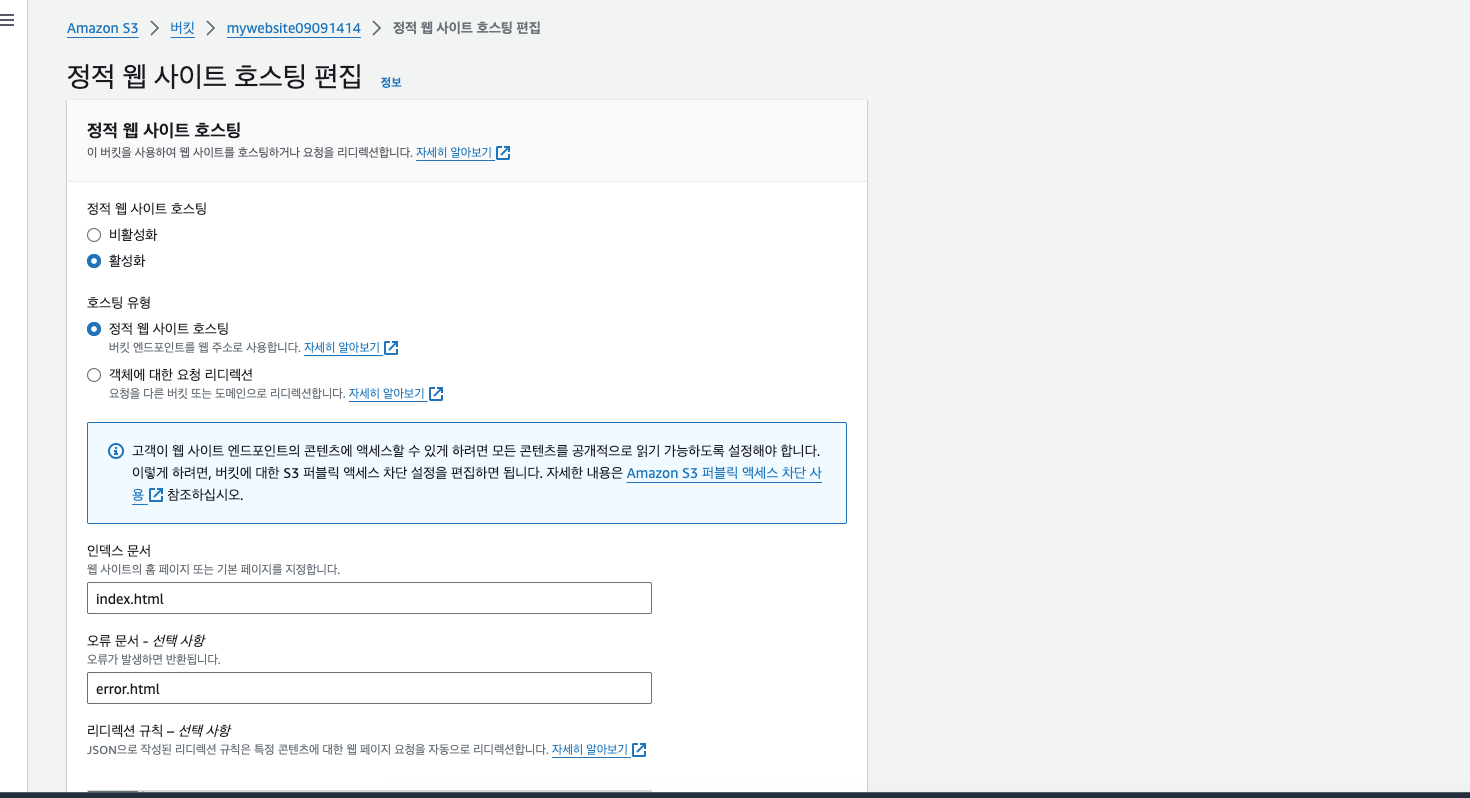 Amazon S3 > 버킷 > mywebsite09091414 > 정적 웹 사이트 호스팅 편집
정적 웹 사이트 호스팅 편집 정보
정적 웹 사이트 호스팅
이 버킷을 사용하여 웹 사이트를 호스팅하거나 요청을 리디렉션합니다. 자세히 알아보기
정적 웹 사이트 호스팅
비활성화
활성화
호스팅 유형
정적 웹 사이트 호스팅
버킷 엔드포인트를 웹 주소로 사용합니다. 자세히 알아보기
객체에 대한 요청 리디렉션
요청을 다른 버킷 또는 도메인으로 리디렉션합니다. 자세히 알아보기
고객이 웹 사이트 엔드포인트의 콘텐츠에 액세스할 수 있게 하려면 모든 콘텐츠를 공개적으로 읽기 가능하도록 설정해야 합니다.
이렇게 하려면, 버킷에 대한 S3 퍼블릭 액세스 차단 설정을 편집하면 됩니다. 자세한 내용은 Amazon S3 퍼블릭 액세스 차단 사
용 참조하십시오.
인덱스 문서
웹 사이트의 홈 페이지 또는 기본 페이지를 지정합니다.
index.html
오류 문서 - 선택 사항
오류가 발생하면 반환됩니다.
error.html
리디렉션 규칙 – 선택 사항
JSON으로 작성된 리디렉션 규칙은 특정 콘텐츠에 대한 웹 페이지 요청을 자동으로 리디렉션합니다. 자세히 알아보기